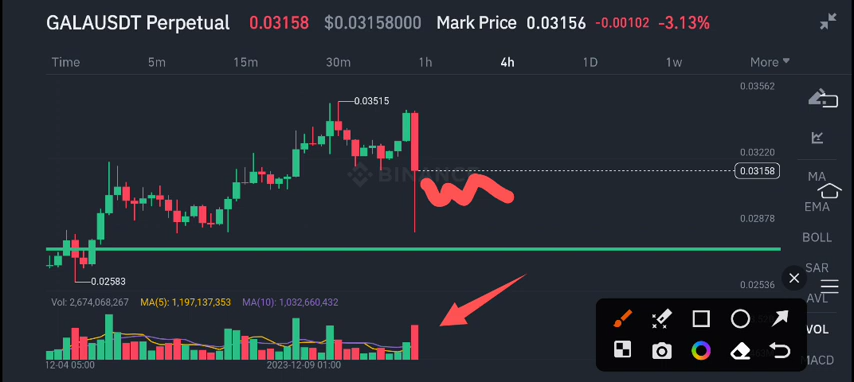 GALAUSDT Perpetual 0.03158 $0.03158000 Mark Price 0.03156 -0.00102 -3.13%
Time 5m 15m 30m 1h 4h 1D 1w More
0.03562
0.03515
0.03220
BINANCE
0.03158
MA
EMA
0.02878
BOLL
SAR
0.02583
0.02536
AVL
Vol: 2,674,068,267 MA(5): 1,197,137,353 MA(10): 1,032,660,432
VOL
MACD
12-04 05:00 2023-12-09 01:00